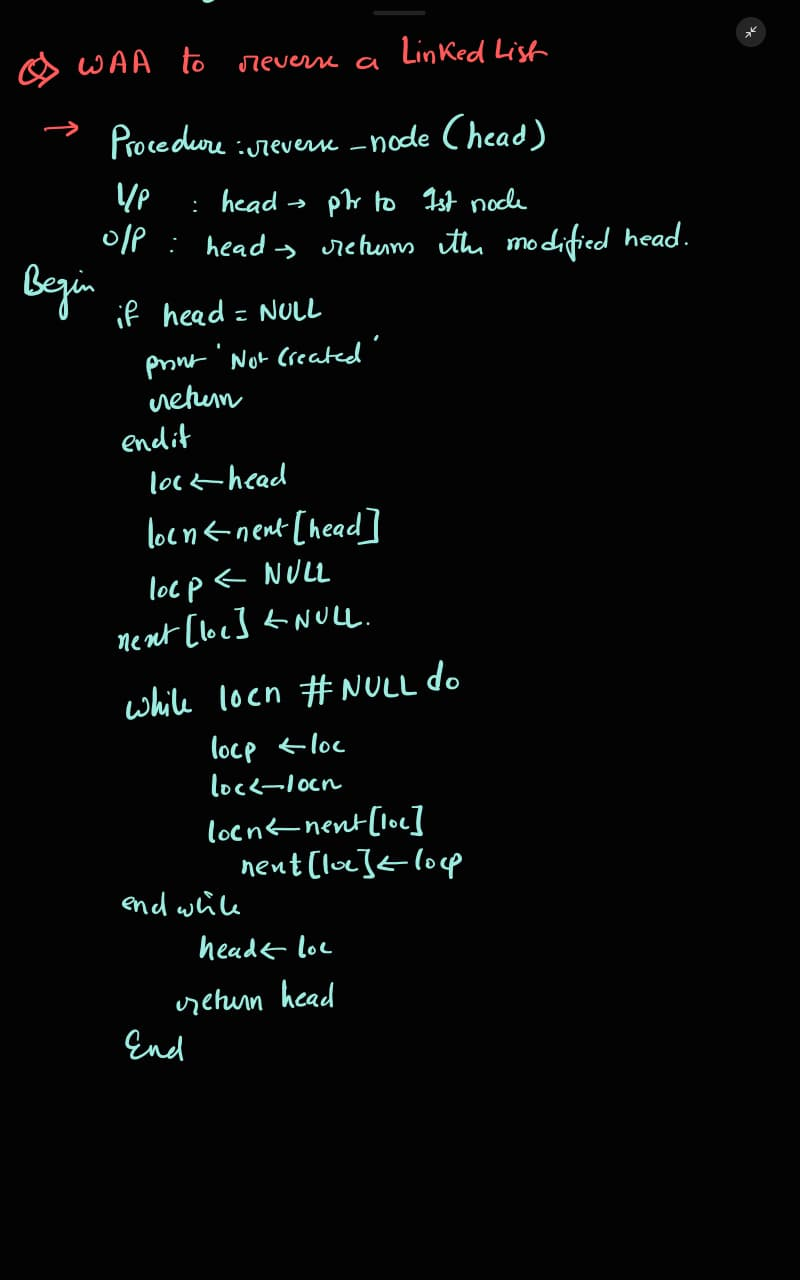 Q WAA to reverse a Linked List
→ Procedure : reverse_node (head)
I/P : head → ptr to 1st node
O/P : head → returns the modified head.
Begin
if head = NULL
print 'Not Created'
return
endif
loc ← head
locn ← next [head]
locp ← NULL
next [loc] ← NULL.
while locn # NULL do
locp ← loc
loc ← locn
locn ← next [loc]
next [loc] ← locp
end while
head ← loc
return head
End